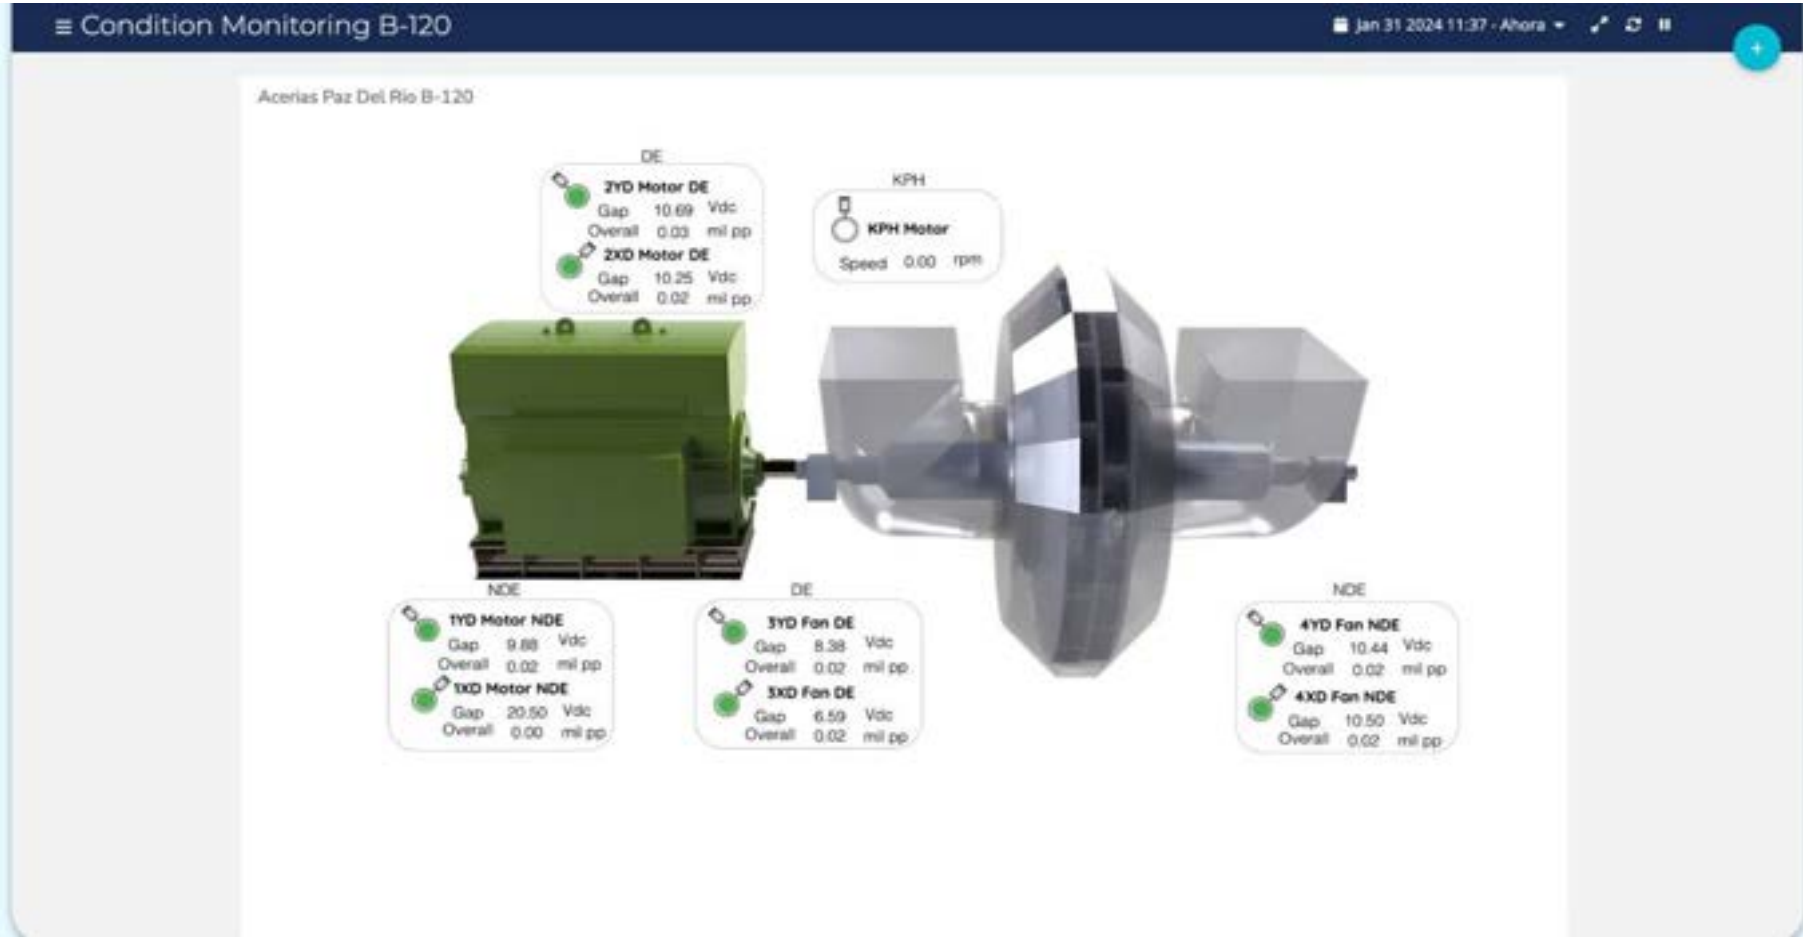 Condition Monitoring B-120
Jan 31 2024 11:37 - Ahora
Acerias Paz Del Rio B-120
DE
2YD Motor DE
Gap 10.69 Vdc
Overall 0.03 mil pp
2XD Motor DE
Gap 10.25 Vdc
Overall 0.02 mil pp
KPH
KPH Motor
Speed 0.00 rpm
NDE
1YD Motor NDE
Gap 9.88 Vdc
Overall 0.02 mil pp
1XD Motor NDE
Gap 20.50 Vdc
Overall 0.00 mil pp
DE
3YD Fan DE
Gap 8.38 Vdc
Overall 0.02 mil pp
3XD Fan DE
Gap 6.59 Vdc
Overall 0.02 mil pp
NDE
4YD Fan NDE
Gap 10.44 Vdc
Overall 0.02 mil pp
4XD Fan NDE
Gap 10.50 Vdc
Overall 0.02 mil pp